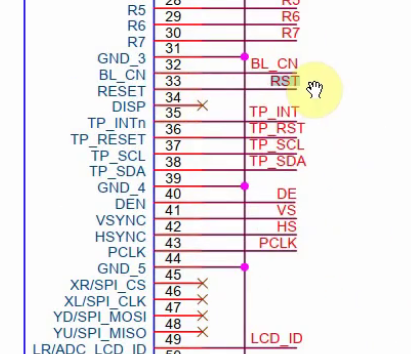 28 R5
R5 29 R6
R6 30 R7
R7 31
GND_3 32 BL_CN
BL_CN 33 RST
RESET 34
DISP 35 TP_INT
TP_INTn 36 TP_RST
TP_RESET 37 TP_SCL
TP_SCL 38 TP_SDA
TP_SDA 39
GND_4 40 DE
DEN 41 VS
VSYNC 42 HS
HSYNC 43 PCLK
PCLK 44
GND_5 45
XR/SPI_CS 46
XL/SPI_CLK 47
YD/SPI_MOSI 48
YU/SPI_MISO 49 LCD_ID
LR/ADC_LCD_ID